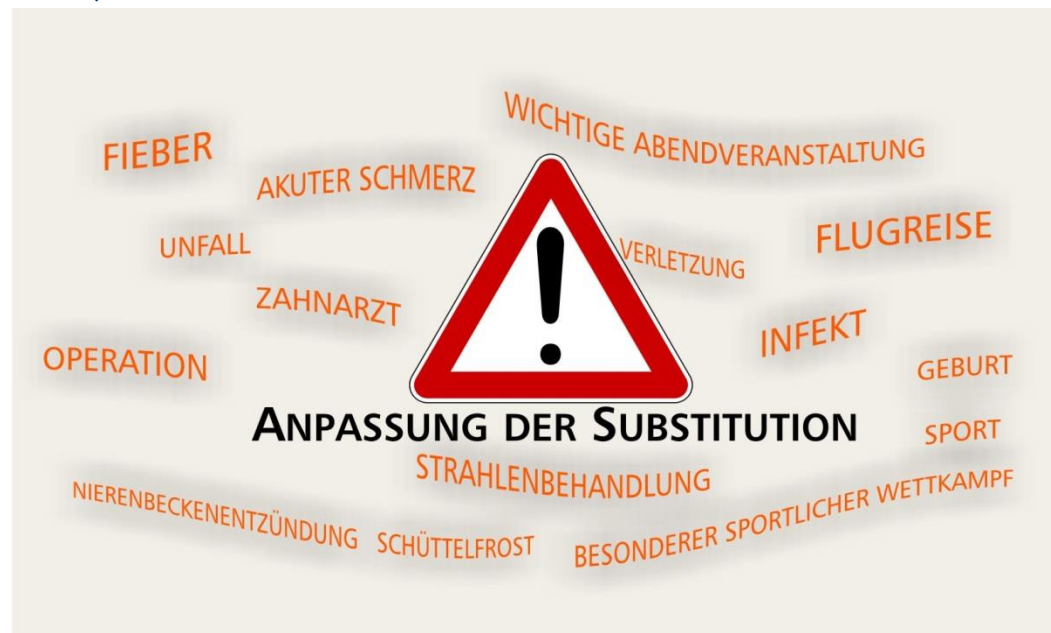 WICHTIGE ABENDVERANSTALTUNG
FIEBER
AKUTER SCHMERZ
FLUGREISE
UNFALL
VERLETZUNG
ZAHNARZT
INFEKT
OPERATION
GEBURT
ANPASSUNG DER SUBSTITUTION
SPORT
STRAHLENBEHANDLUNG
NIERENBECKENENTZÜNDUNG
SCHÜTTELFROST
BESONDERER SPORTLICHER WETTKAMPF